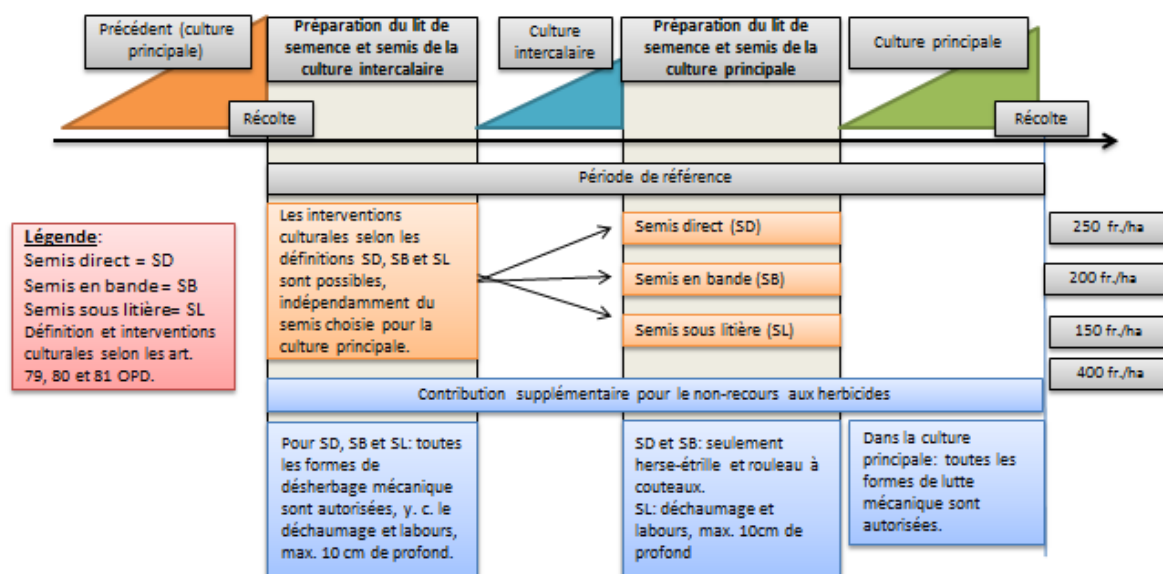 Précédent (culture
principale)
Préparation du lit de
semence et semis de la
culture intercalaire
Culture
intercalaire
Préparation du lit de
semence et semis de la
culture principale
Culture principale
Récolte
Récolte
Période de référence
Légende:
Semis direct = SD
Semis en bande= SB
Semis sous litière= SL
Définition et interventions
culturales selon les art.
79, 80 et 81 OPD.
Les interventions
culturales selon les
définitions SD, SB et SL
sont possibles,
indépendamment du
semis choisie pour la
culture principale.
Semis direct (SD)
Semis en bande (SB)
Semis sous litière (SL)
250 fr./ha
200 fr./ha
150 fr./ha
400 fr./ha
Contribution supplémentaire pour le non-recours aux herbicides
Pour SD, SB et SL: toutes
les formes de
désherbage mécanique
sont autorisées, y. c. le
déchaumage et labours,
max. 10 cm de profond.
SD et SB: seulement
herse-étrille et rouleau à
couteaux.
SL: déchaumage et
labours, max. 10cm de
profond
Dans la culture
principale: toutes les
formes de lutte
mécanique sont
autorisées.